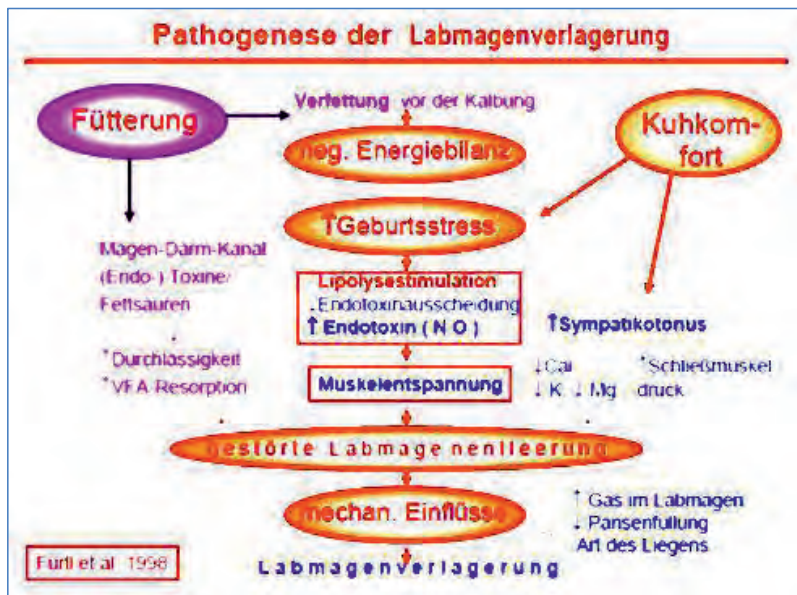 Pathogenese der Labmagenverlagerung
Fütterung
Verfettung vor der Kalbung
neg. Energiebilanz
Kuhkom-
fort
↑Geburtsstress
Magen-Darm-Kanal
(Endo-) Toxine/
Fettsäuren
↑Durchlässigkeit
↑VFA Resorption
Lipolysestimulation
↓Endotoxinausscheidung
↑ Endotoxin ( N O )
Muskelentspannung
↑Sympatikotonus
↓Ca
↓ K ↓ Mg
↑Schließmuskel
druck
gestörte Labmagenentleerung
mechan. Einflüsse
↑ Gas im Labmagen
↓ Pansenfüllung
Art des Liegens
et al 1998
Labmagenverlagerung